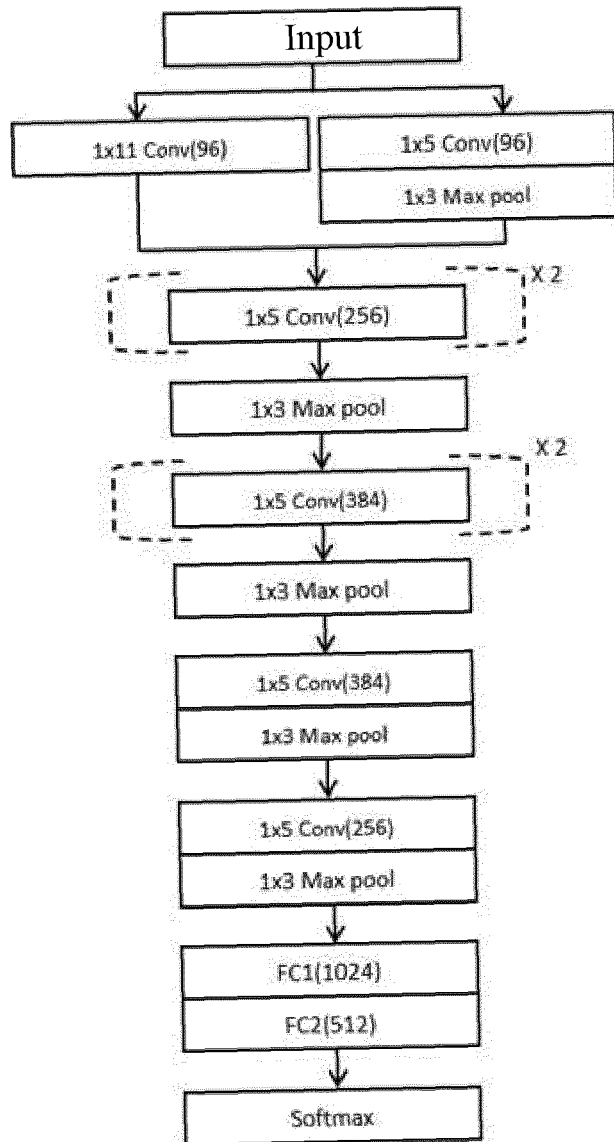 Input
1x11 Conv(96)
1x5 Conv(96)
1x3 Max pool
X 2
1x5 Conv(256)
1x3 Max pool
X 2
1x5 Conv(384)
1x3 Max pool
1x5 Conv(384)
1x3 Max pool
1x5 Conv(256)
1x3 Max pool
FC1(1024)
FC2(512)
Softmax